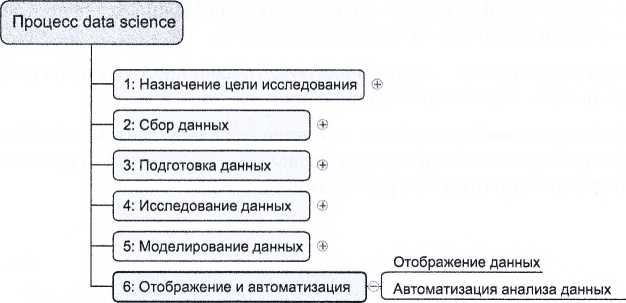 Процесс data science
1: Назначение цели исследования
2: Сбор данных
3: Подготовка данных
4: Исследование данных
5: Моделирование данных
6: Отображение и автоматизация
Отображение данных
Автоматизация анализа данных